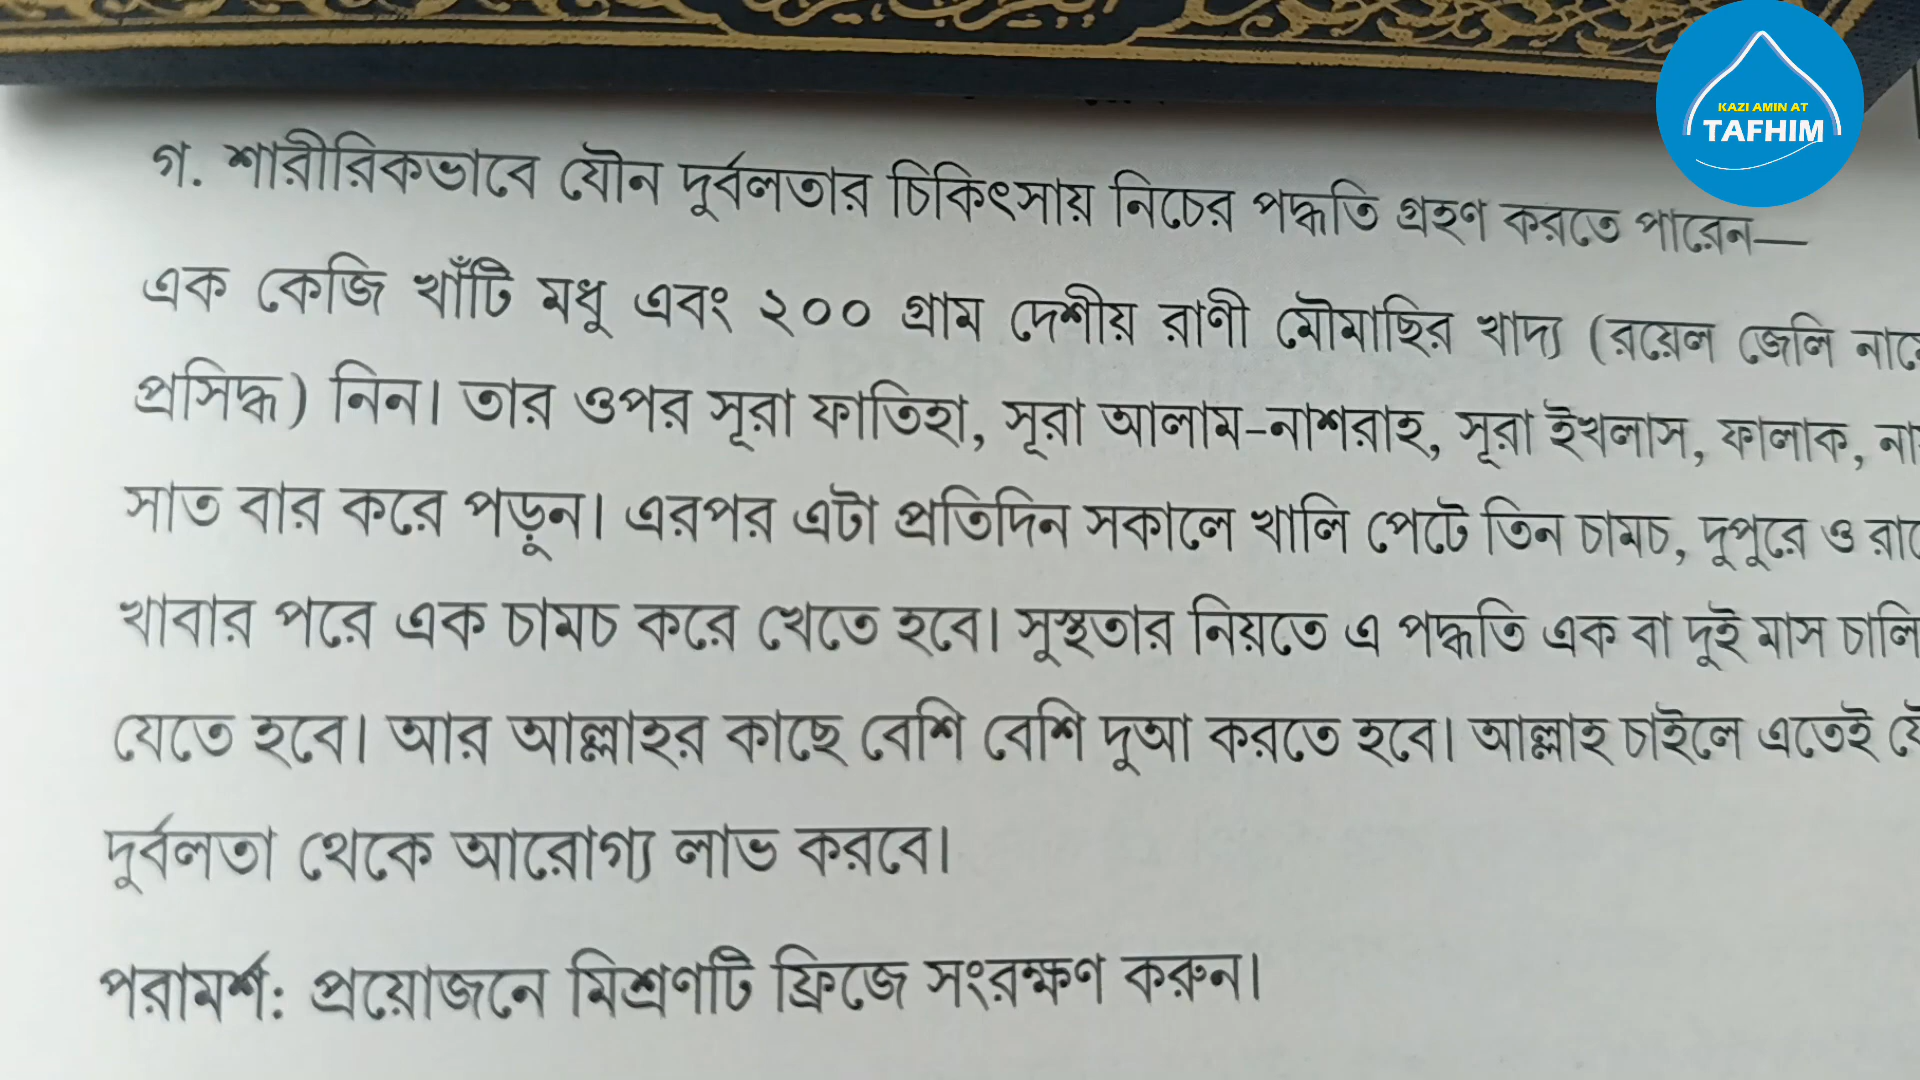 KAZI AMIN AT
TAFHIM
গ. শারীরিকভাবে যৌন দুর্বলতার চিকিৎসায় নিচের পদ্ধতি গ্রহণ করতে পারেন—
এক কেজি খাঁটি মধু এবং ২০০ গ্রাম দেশীয় রাণী মৌমাছির খাদ্য (রয়েল জেলি
প্রসিদ্ধ) নিন। তার ওপর সূরা ফাতিহা, সূরা আলাম-নাশরাহ, সূরা ইখলাস, ফালাক,
সাত বার করে পড়ুন। এরপর এটা প্রতিদিন সকালে খালি পেটে তিন চামচ, দুপুরে ও
খাবার পরে এক চামচ করে খেতে হবে। সুস্থতার নিয়তে এ পদ্ধতি এক বা দুই মাস
যেতে হবে। আর আল্লাহর কাছে বেশি বেশি দুআ করতে হবে। আল্লাহ চাইলে এতেই
দুর্বলতা থেকে আরোগ্য লাভ করবে।
পরামর্শ: প্রয়োজনে মিশ্রণটি ফ্রিজে সংরক্ষণ করুন।